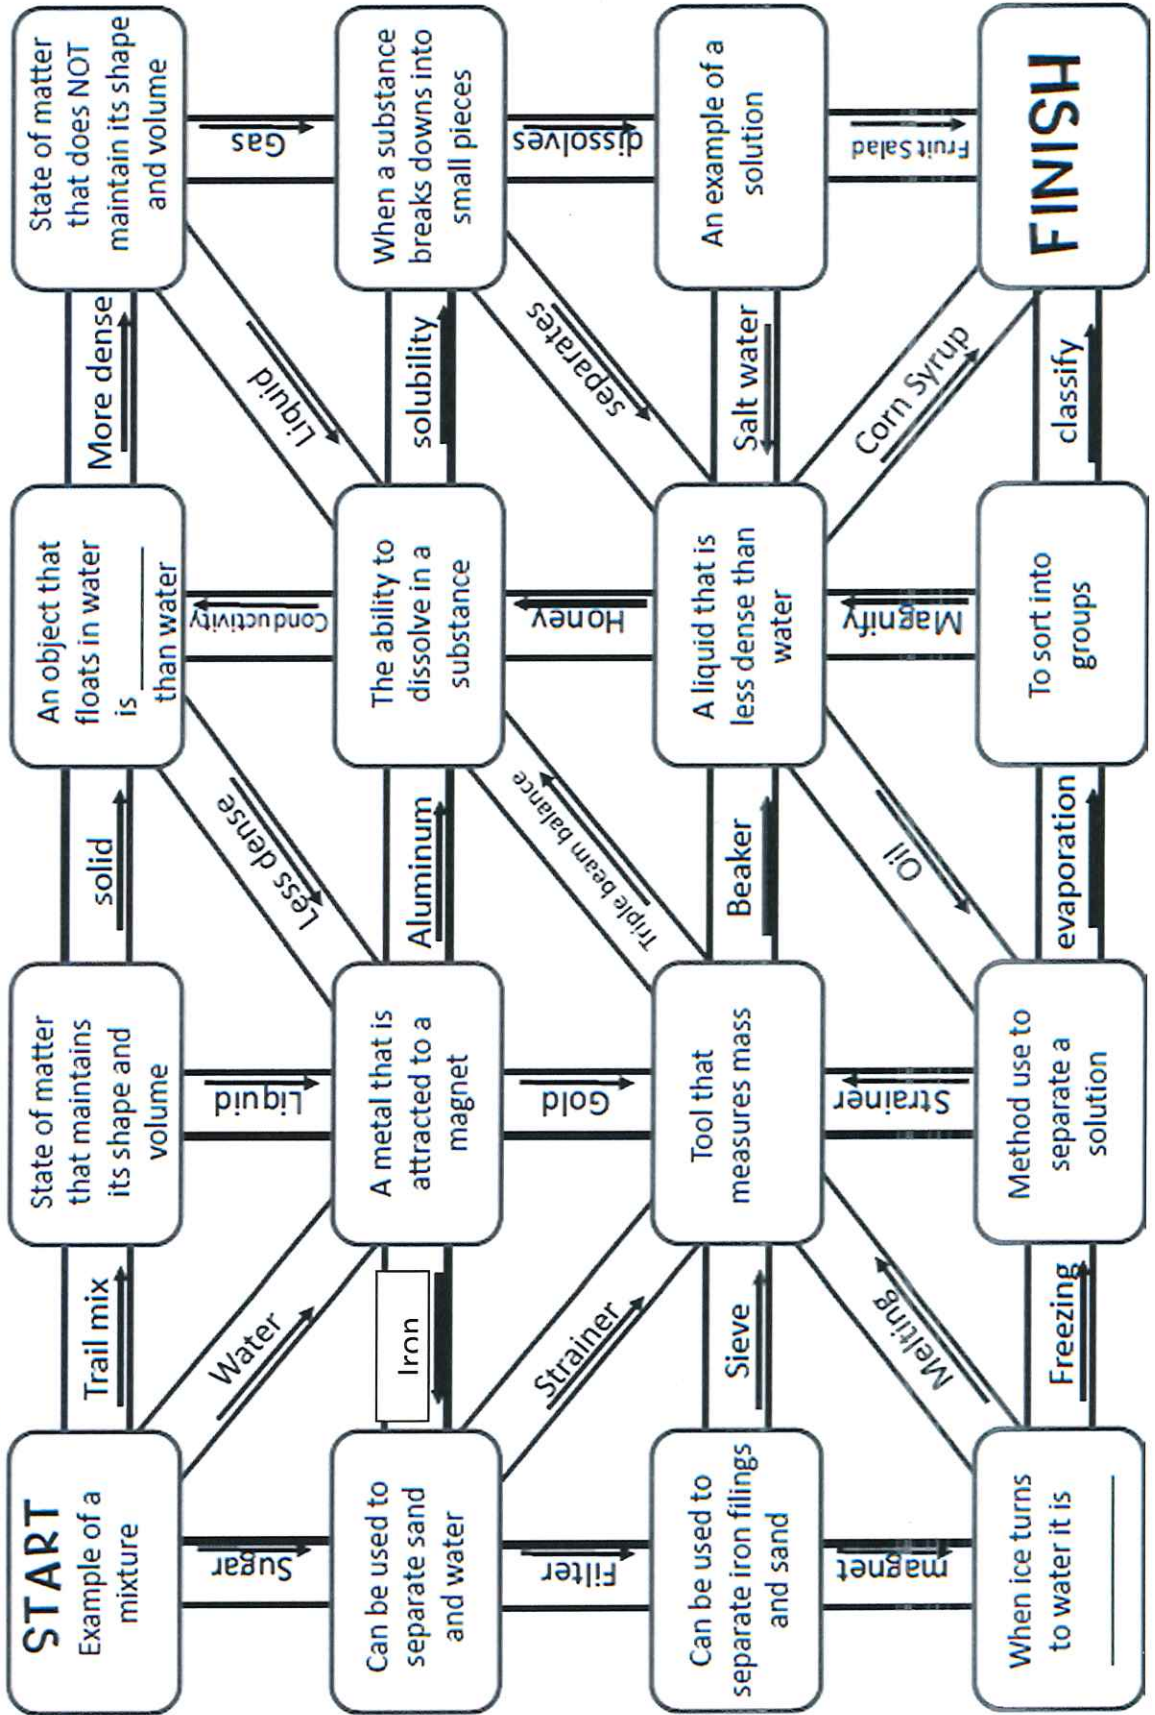 START
Example of a
mixture
Trail mix
State of matter
that maintains
its shape and
volume
solid
An object that
floats in water
is ________
than water
More dense
State of matter
that does NOT
maintain its shape
and volume
Sugar
Water
Liquid
Less dense
Conductivity
Liquid
Gas
Can be used to
separate sand
and water
Iron
A metal that is
attracted to a
magnet
Aluminum
The ability to
dissolve in a
substance
solubility
When a substance
breaks downs into
small pieces
Filter
Strainer
Gold
Triple beam balance
Honey
separates
dissolves
Can be used to
separate iron filings
and sand
Sieve
Tool that
measures mass
Beaker
A liquid that is
less dense than
water
Salt water
An example of a
solution
magnet
Melting
Strainer
Oil
Magnify
Corn Syrup
Fruit Salad
When ice turns
to water it is
________
Freezing
Method use to
separate a
solution
evaporation
To sort into
groups
classify
FINISH